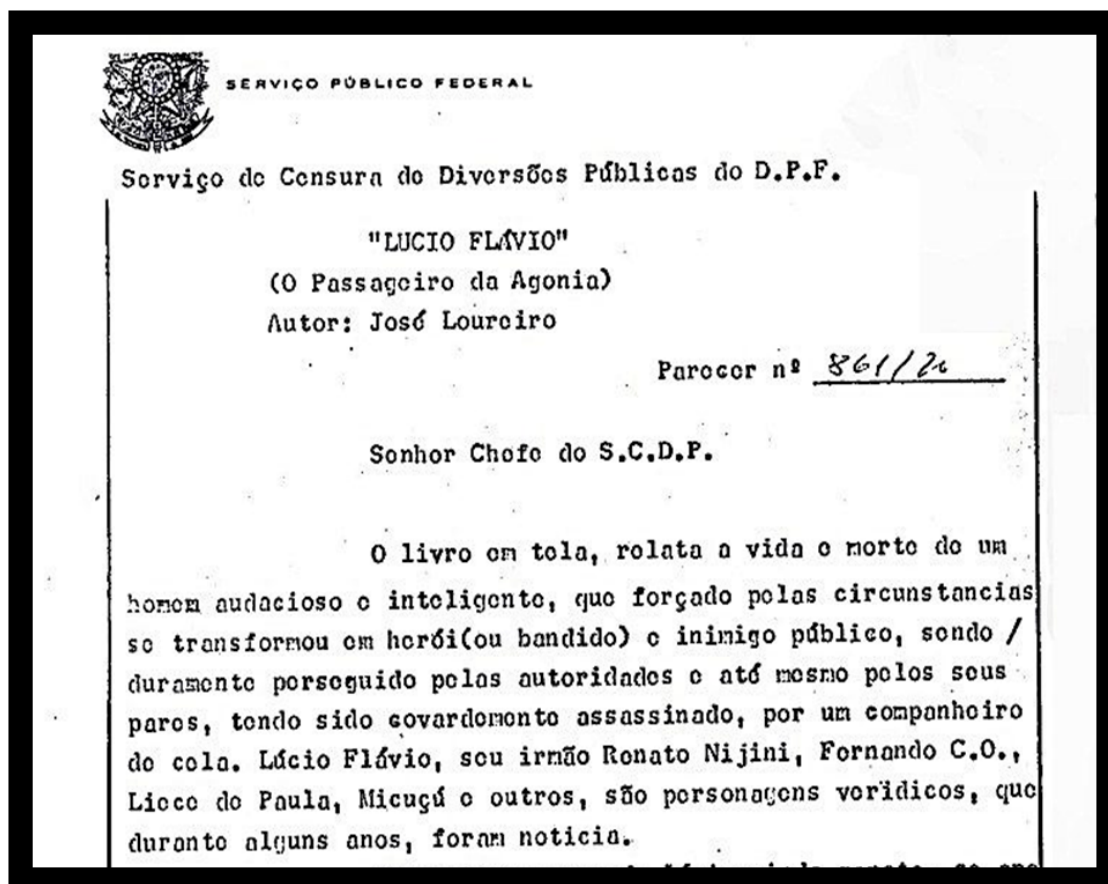 SERVIÇO PÚBLICO FEDERAL
Serviço de Censura de Diversões Públicas do D.P.F.
"LUCIO FLÁVIO"
(O Passageiro da Agonia)
Autor: José Loureiro
Parecer nº 861/
Senhor Chefe do S.C.D.P.
O livro em tela, relata a vida e morte de um
homem audacioso e inteligente, que forçado pelas circunstancias
se transformou em herói(ou bandido) e inimigo público, sendo /
duramente perseguido pelas autoridades e até mesmo pelos seus
pares, tendo sido covardemente assassinado, por um companheiro
de cela. Lúcio Flávio, seu irmão Renato Nijini, Fernando C.O.,
Liece de Paula, Micuçú e outros, são personagens verídicos, que
durante alguns anos, foram noticia.